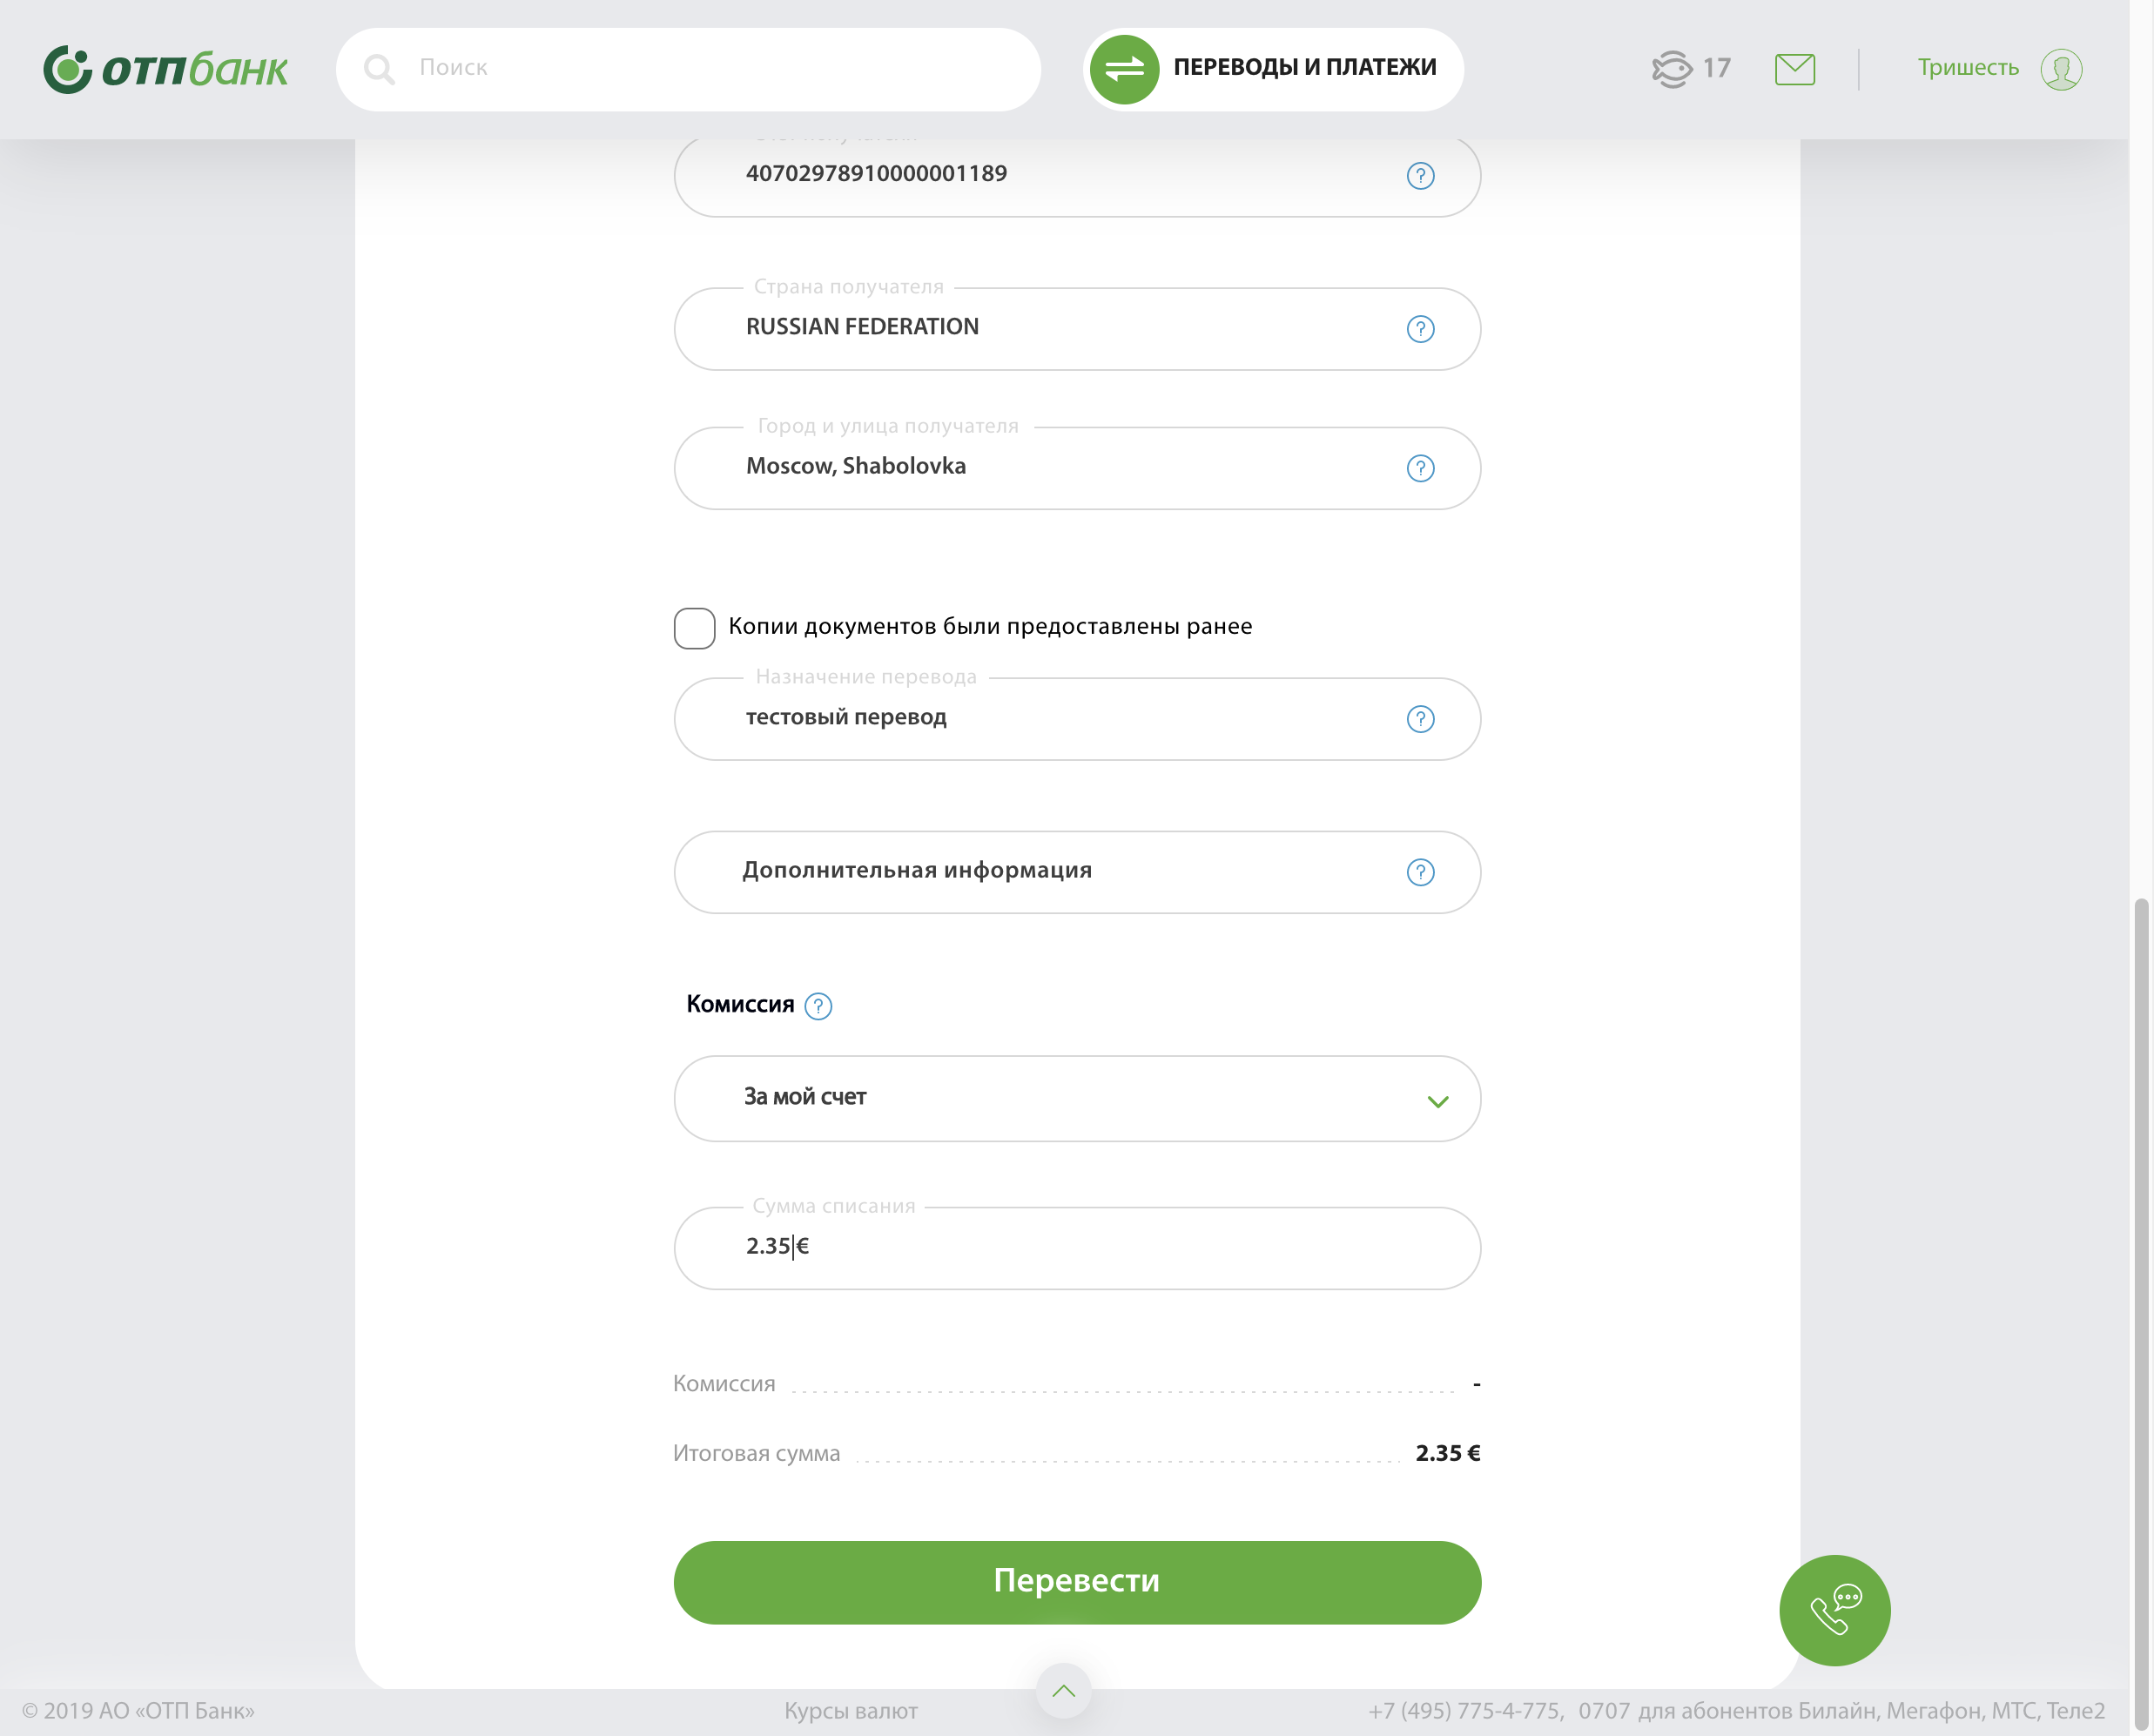 отпбанк
Поиск
ПЕРЕВОДЫ И ПЛАТЕЖИ
17
Тришесть
40702978910000001189
Страна получателя
RUSSIAN FEDERATION
Город и улица получателя
Moscow, Shabolovka
Копии документов были предоставлены ранее
Назначение перевода
тестовый перевод
Дополнительная информация
Комиссия
За мой счет
Сумма списания
2.35 €
Комиссия -
Итоговая сумма 2.35 €
Перевести
© 2019 АО «ОТП Банк»
Курсы валют
+7 (495) 775-4-775, 0707 для абонентов Билайн, Мегафон, МТС, Теле2